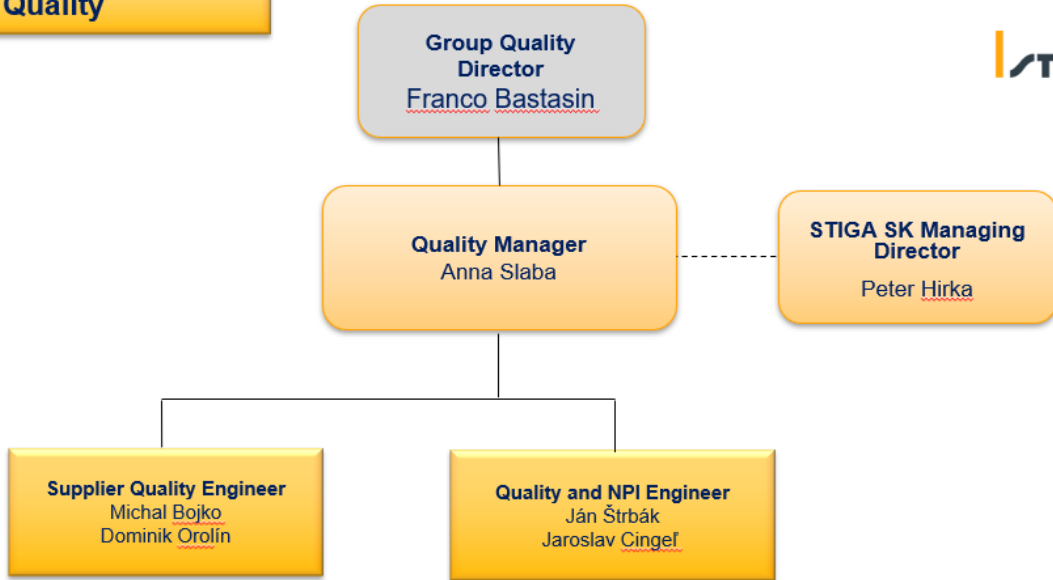 Quality
Group Quality
Director
Franco Bastasin
Quality Manager
Anna Slaba
STIGA SK Managing
Director
Peter Hirka
Supplier Quality Engineer
Michal Bojko
Dominik Orolín
Quality and NPI Engineer
Ján Štrbák
Jaroslav Cingeľ